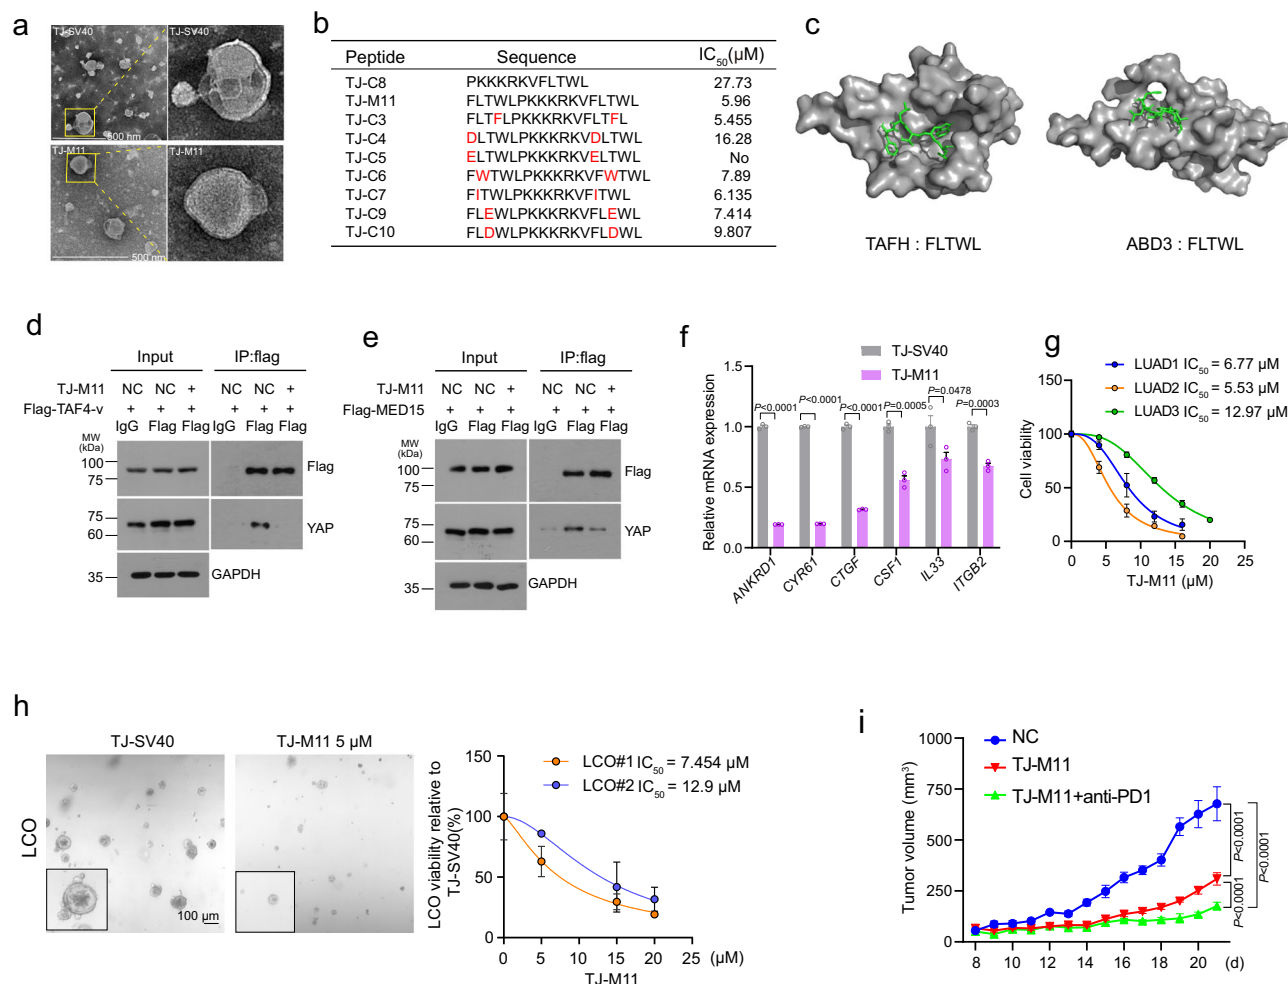 a
TJ-SV40
TJ-SV40
500 nm
TJ-M11
TJ-M11
500 nm
b
Peptide Sequence IC50(µM)
TJ-C8 PKKKRKVFLTWL 27.73
TJ-M11 FLTWLPKKKRKVFLTWL 5.96
TJ-C3 FLTFLPKKKRKVFLTFL 5.455
TJ-C4 DLTWLPKKKRKVDLTWL 16.28
TJ-C5 ELTWLPKKKRKVELTWL No
TJ-C6 FWTWLPKKKRKVFWTWL 7.89
TJ-C7 FITWLPKKKRKVFITWL 6.135
TJ-C9 FLEWLPKKKRKVFLEWL 7.414
TJ-C10 FLDWLPKKKRKVFLDWL 9.807
c
TAFH : FLTWL
ABD3 : FLTWL
d
Input IP:flag
TJ-M11 NC NC + NC NC +
Flag-TAF4-v + + + + + +
IgG Flag Flag IgG Flag Flag
MW
(kDa)
100
75
Flag
75
60
YAP
35
GAPDH
e
Input IP:flag
TJ-M11 NC NC + NC NC +
Flag-MED15 + + + + + +
IgG Flag Flag IgG Flag Flag
MW
(kDa)
100
75
Flag
75
60
YAP
35
GAPDH
f
TJ-SV40
TJ-M11
Relative mRNA expression
1.5
1.0
0.5
0.0
P<0.0001
P<0.0001
P<0.0001
P=0.0005
P=0.0478
P=0.0003
ANKRD1
CYR61
CTGF
CSF1
IL33
ITGB2
g
LUAD1 IC50 = 6.77 µM
LUAD2 IC50 = 5.53 µM
LUAD3 IC50 = 12.97 µM
Cell viability
150
100
50
0
0 5 10 15 20 25
TJ-M11 (µM)
h
TJ-SV40
TJ-M11 5 µM
LCO
100 µm
LCO#1 IC50 = 7.454 µM
LCO#2 IC50 = 12.9 µM
LCO viability relative to
TJ-SV40(%)
150
100
50
0
0 5 10 15 20 25 (µM)
TJ-M11
i
NC
TJ-M11
TJ-M11+anti-PD1
Tumor volume (mm3)
1000
750
500
250
0
8 10 12 14 16 18 20 (d)
P<0.0001
P<0.0001
P<0.0001